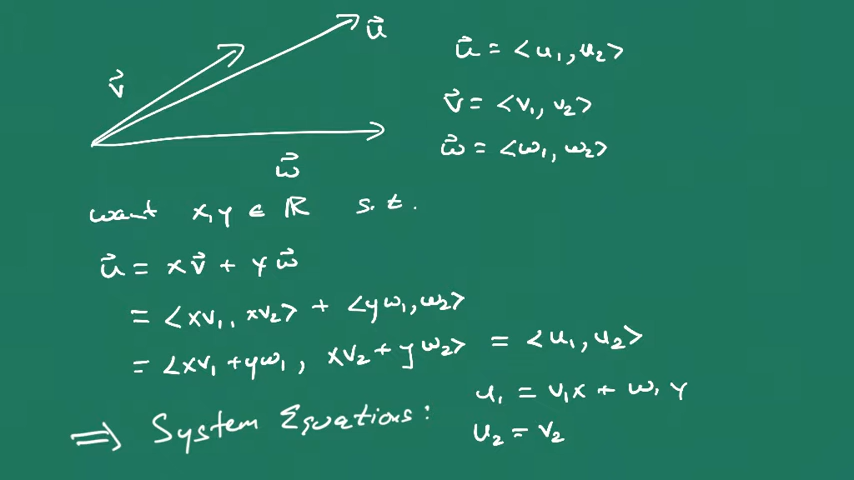 u⃗
u⃗ = <u₁, u₂>
v⃗
v⃗ = <v₁, v₂>
w⃗
w⃗ = <w₁, w₂>
want x, y ∈ ℝ s.t.
u⃗ = xv⃗ + yw⃗
= <xv₁, xv₂> + <yw₁, w₂>
= <xv₁ + yw₁, xv₂ + yw₂> = <u₁, u₂>
⟹ System Equations:
u₁ = v₁x + w₁y
u₂ = v₂